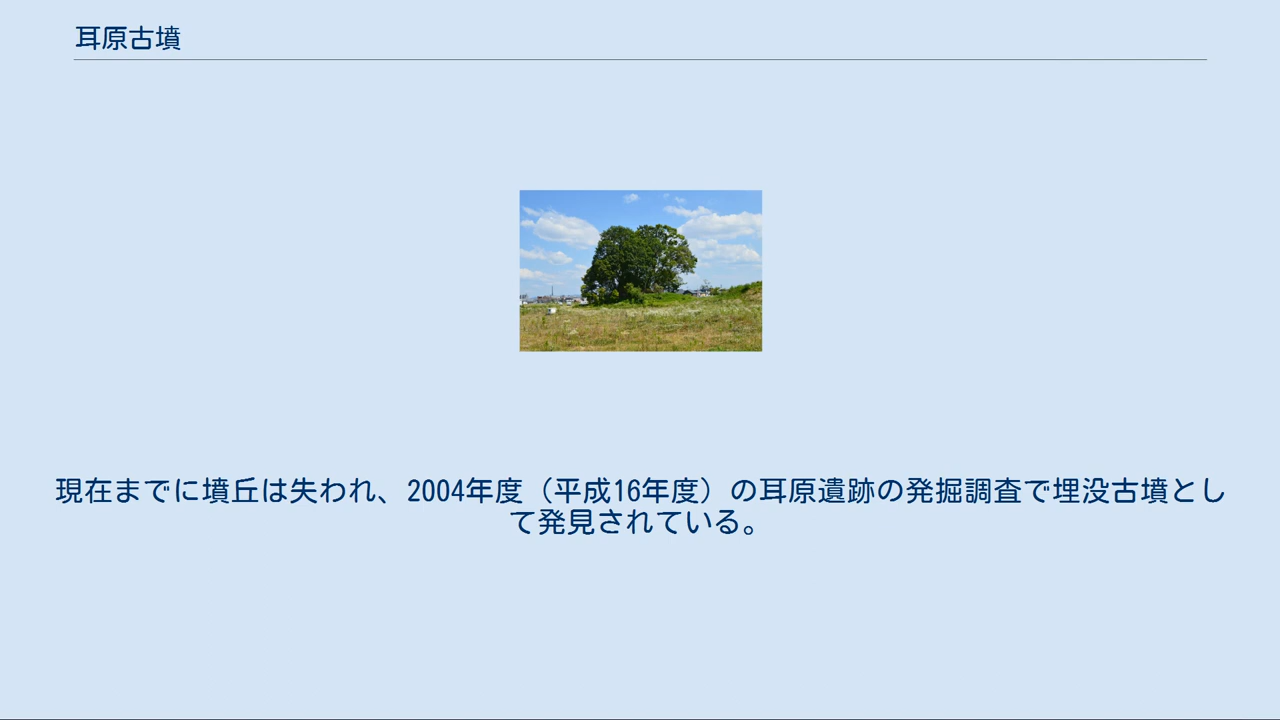 耳原古墳
現在までに墳丘は失われ、2004年度（平成16年度）の耳原遺跡の発掘調査で埋没古墳とし
て発見されている。